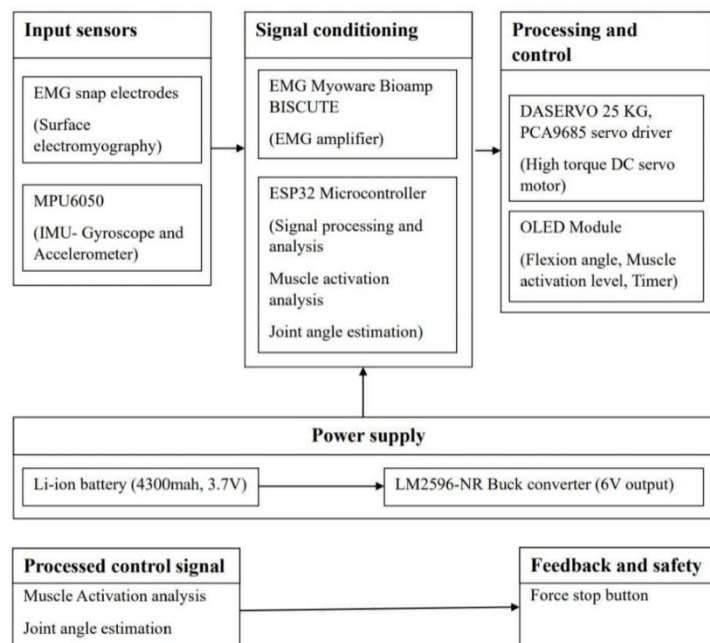 Input sensors
EMG snap electrodes
(Surface
electromyography)
MPU6050
(IMU- Gyroscope and
Accelerometer)
Signal conditioning
EMG Myoware Bioamp
BISCUTE
(EMG amplifier)
ESP32 Microcontroller
(Signal processing and
analysis
Muscle activation
analysis
Joint angle estimation)
Processing and
control
DASERVO 25 KG,
PCA9685 servo driver
(High torque DC servo
motor)
OLED Module
(Flexion angle, Muscle
activation level, Timer)
Power supply
Li-ion battery (4300mah, 3.7V)
LM2596-NR Buck converter (6V output)
Processed control signal
Muscle Activation analysis
Joint angle estimation
Feedback and safety
Force stop button